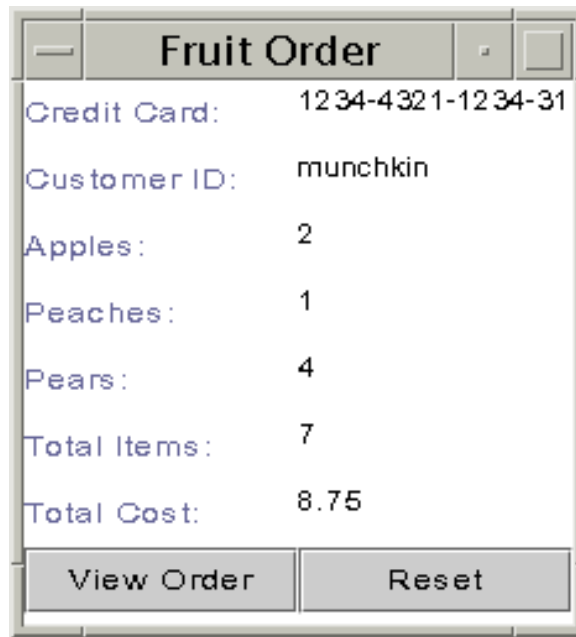 Fruit Order
Credit Card: 1234-4321-1234-31
Customer ID: munchkin
Apples: 2
Peaches: 1
Pears: 4
Total Items: 7
Total Cost: 8.75
View Order Reset